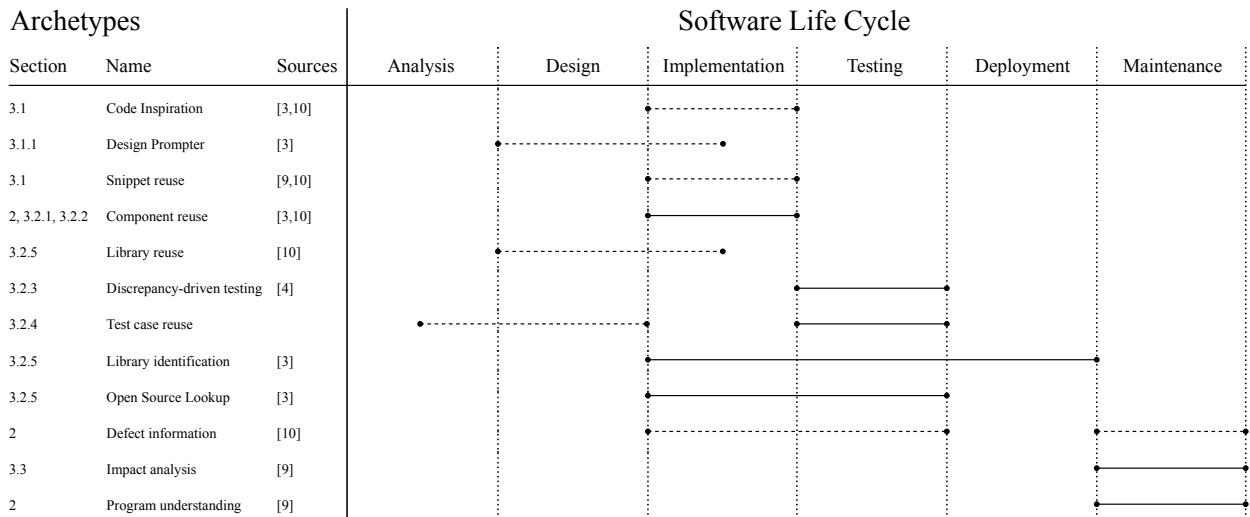 Archetypes Software Life Cycle
Section Name Sources Analysis Design Implementation Testing Deployment Maintenance
3.1 Code Inspiration [3,10]
3.1.1 Design Prompter [3]
3.1 Snippet reuse [9,10]
2, 3.2.1, 3.2.2 Component reuse [3,10]
3.2.5 Library reuse [10]
3.2.3 Discrepancy-driven testing [4]
3.2.4 Test case reuse
3.2.5 Library identification [3]
3.2.5 Open Source Lookup [3]
2 Defect information [10]
3.3 Impact analysis [9]
2 Program understanding [9]